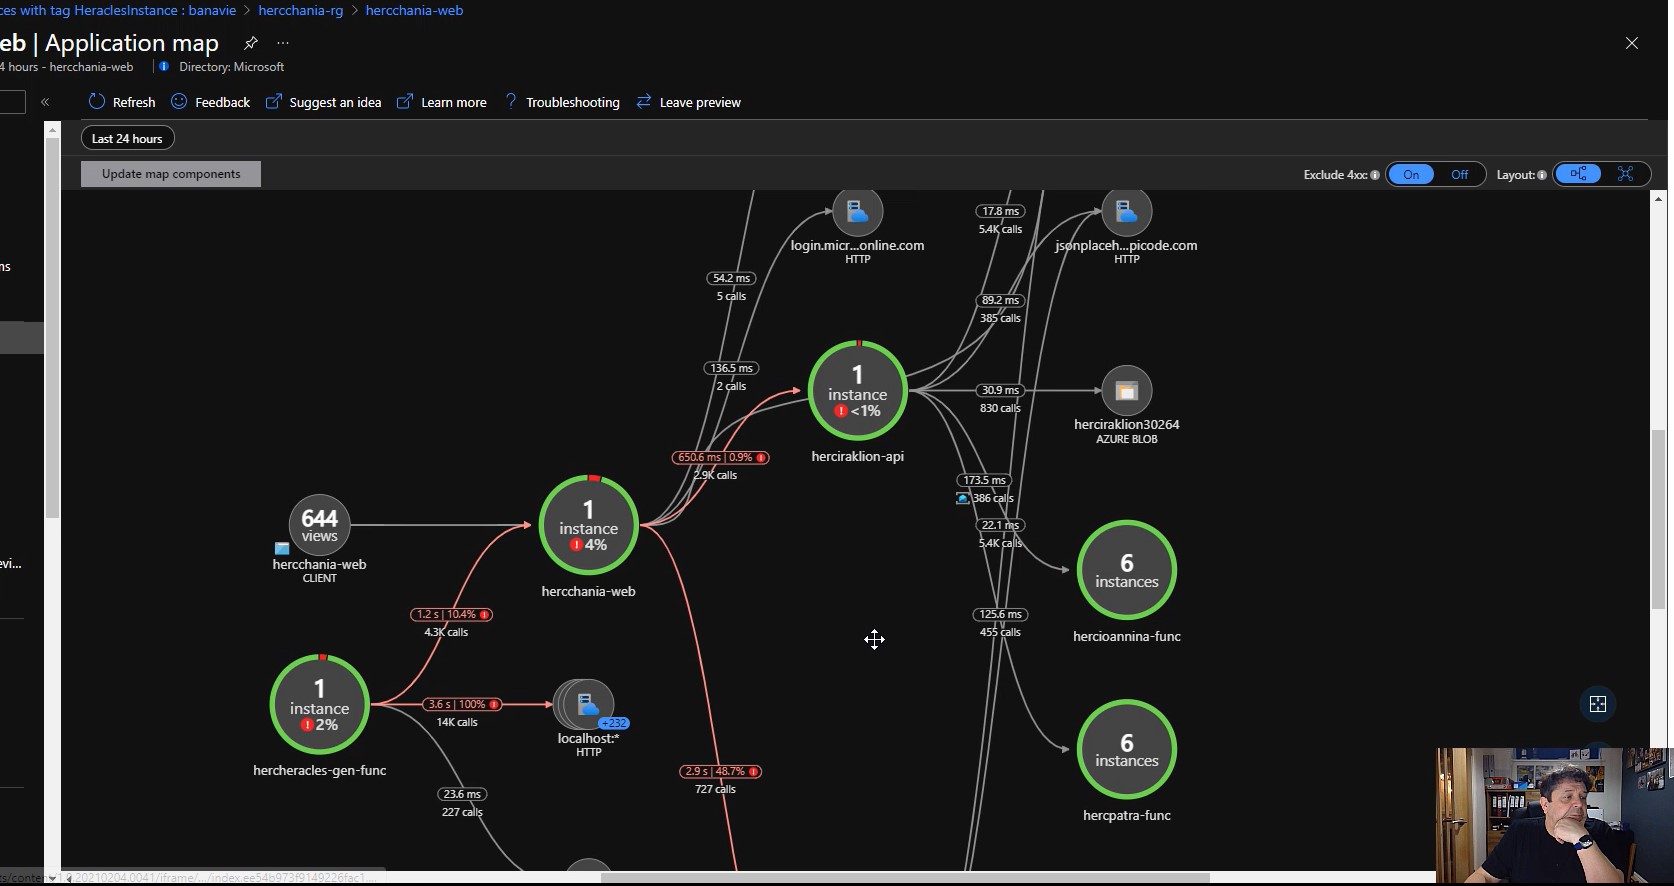 ces with tag HeraclesInstance : banavie > hercchania-rg > hercchania-web
eb | Application map ...
4 hours - hercchania-web Directory: Microsoft
« Refresh Feedback Suggest an idea Learn more ? Troubleshooting Leave preview
Last 24 hours
Update map components
Exclude 4xx: On Off Layout:
login.micr...online.com
HTTP
17.8 ms
5.4K calls
jsonplaceh...picode.com
HTTP
ns
54.2 ms
5 calls
89.2 ms
385 calls
136.5 ms
2 calls
1
instance
<1%
herciraklion-api
30.9 ms
830 calls
herciraklion30264
AZURE BLOB
650.6 ms | 0.9%
2.9K calls
173.5 ms
386 calls
644
views
hercchania-web
CLIENT
1
instance
4%
hercchania-web
22.1 ms
5.4K calls
6
instances
hercioannina-func
evi...
1.2 s | 10.4%
4.3K calls
125.6 ms
455 calls
1
instance
2%
hercheracles-gen-func
3.6 s | 100%
14K calls
+232
localhost:*
HTTP
2.9 s | 48.7%
727 calls
6
instances
hercpatra-func
23.6 ms
227 calls